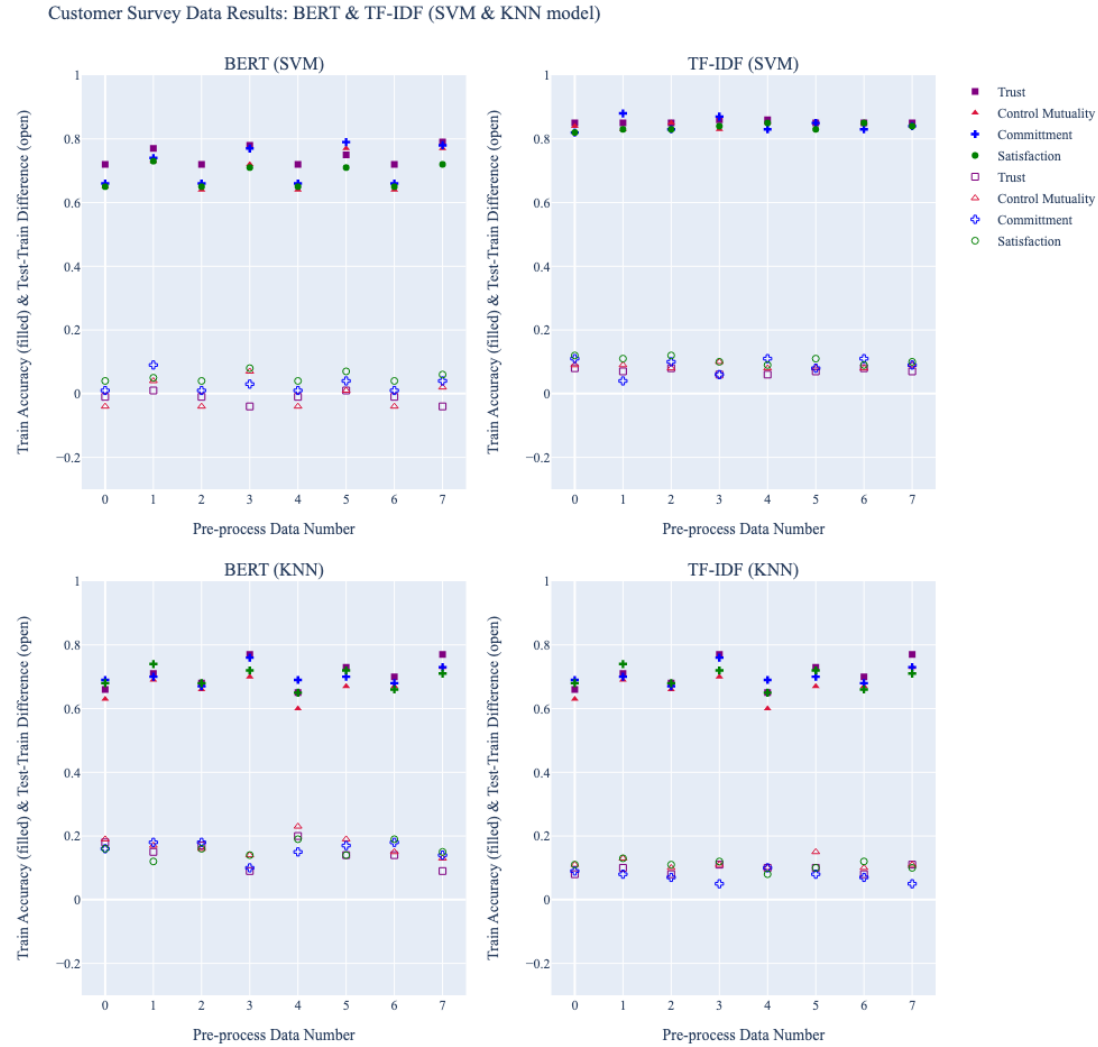 Customer Survey Data Results: BERT & TF-IDF (SVM & KNN model)
BERT (SVM)
Train Accuracy (filled) & Test-Train Difference (open)
1
0.8
0.6
0.4
0.2
0
−0.2
0 1 2 3 4 5 6 7
Pre-process Data Number
TF-IDF (SVM)
Train Accuracy (filled) & Test-Train Difference (open)
1
0.8
0.6
0.4
0.2
0
−0.2
0 1 2 3 4 5 6 7
Pre-process Data Number
Trust
Control Mutuality
Committment
Satisfaction
Trust
Control Mutuality
Committment
Satisfaction
BERT (KNN)
Train Accuracy (filled) & Test-Train Difference (open)
1
0.8
0.6
0.4
0.2
0
−0.2
0 1 2 3 4 5 6 7
Pre-process Data Number
TF-IDF (KNN)
Train Accuracy (filled) & Test-Train Difference (open)
1
0.8
0.6
0.4
0.2
0
−0.2
0 1 2 3 4 5 6 7
Pre-process Data Number